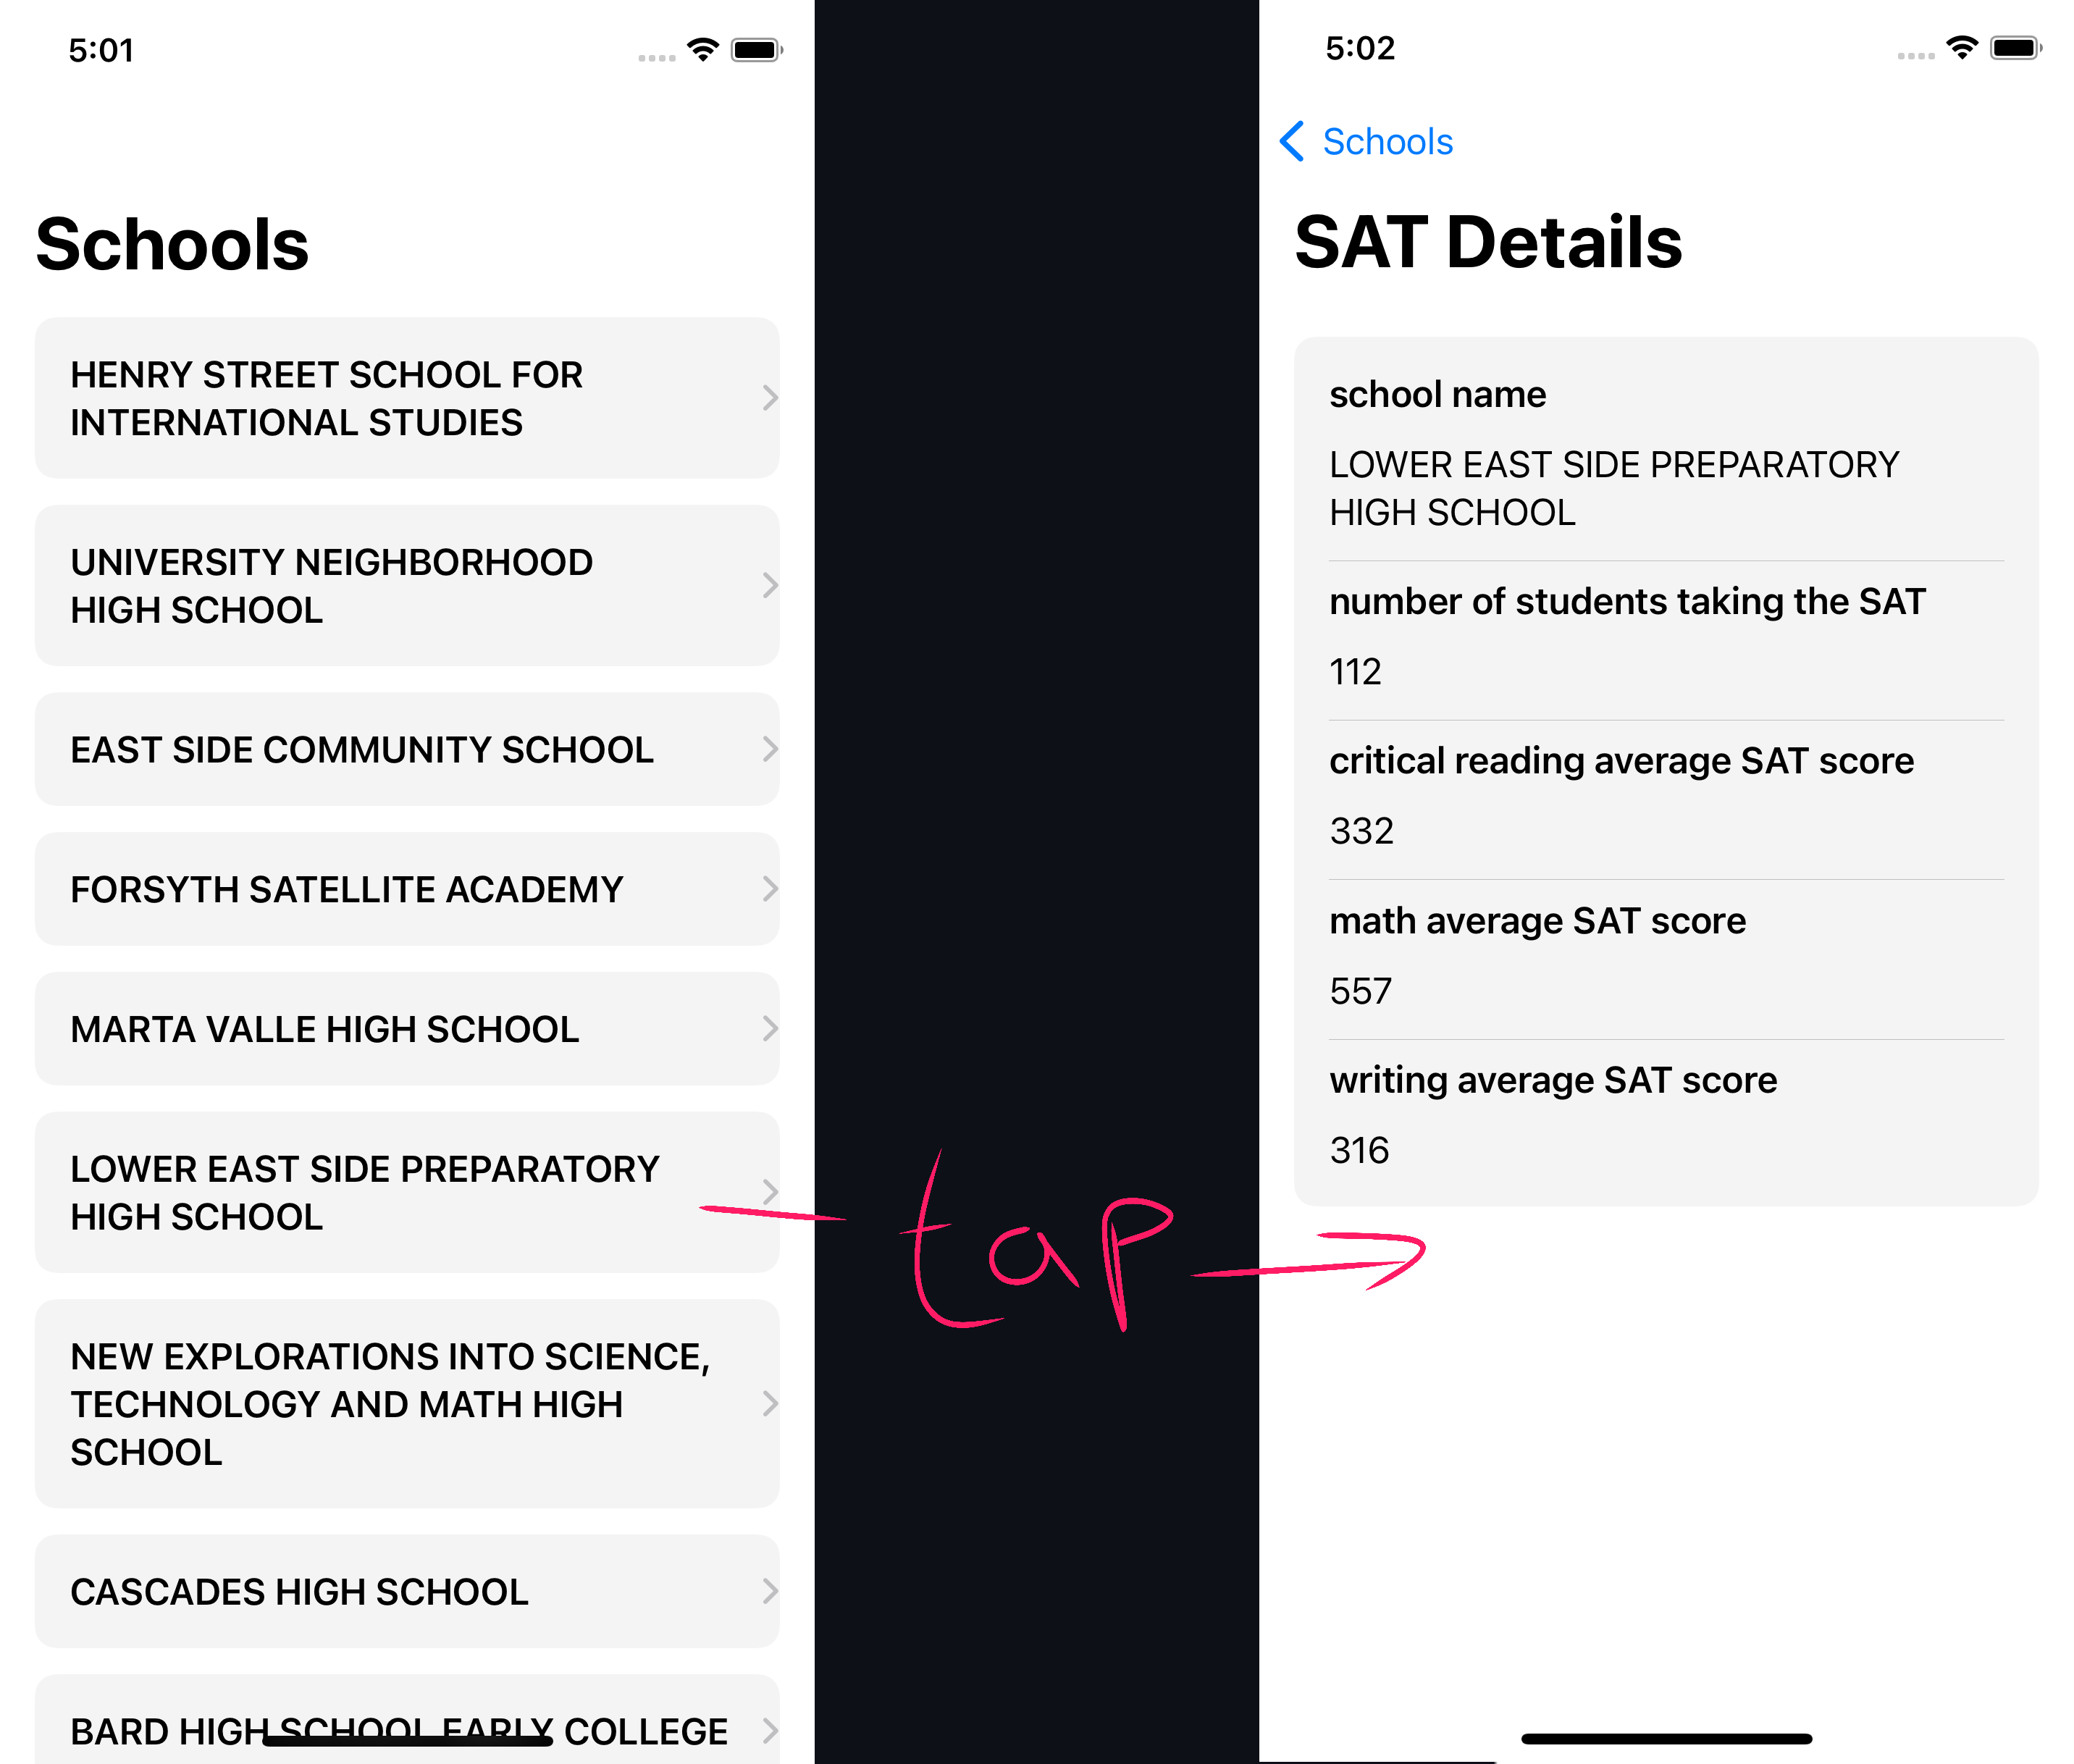 5:01
Schools
HENRY STREET SCHOOL FOR
INTERNATIONAL STUDIES
UNIVERSITY NEIGHBORHOOD
HIGH SCHOOL
EAST SIDE COMMUNITY SCHOOL
FORSYTH SATELLITE ACADEMY
MARTA VALLE HIGH SCHOOL
LOWER EAST SIDE PREPARATORY
HIGH SCHOOL
NEW EXPLORATIONS INTO SCIENCE,
TECHNOLOGY AND MATH HIGH
SCHOOL
CASCADES HIGH SCHOOL
BARD HIGH SCHOOL EARLY COLLEGE
tap
5:02
Schools
SAT Details
school name
LOWER EAST SIDE PREPARATORY
HIGH SCHOOL
number of students taking the SAT
112
critical reading average SAT score
332
math average SAT score
557
writing average SAT score
316